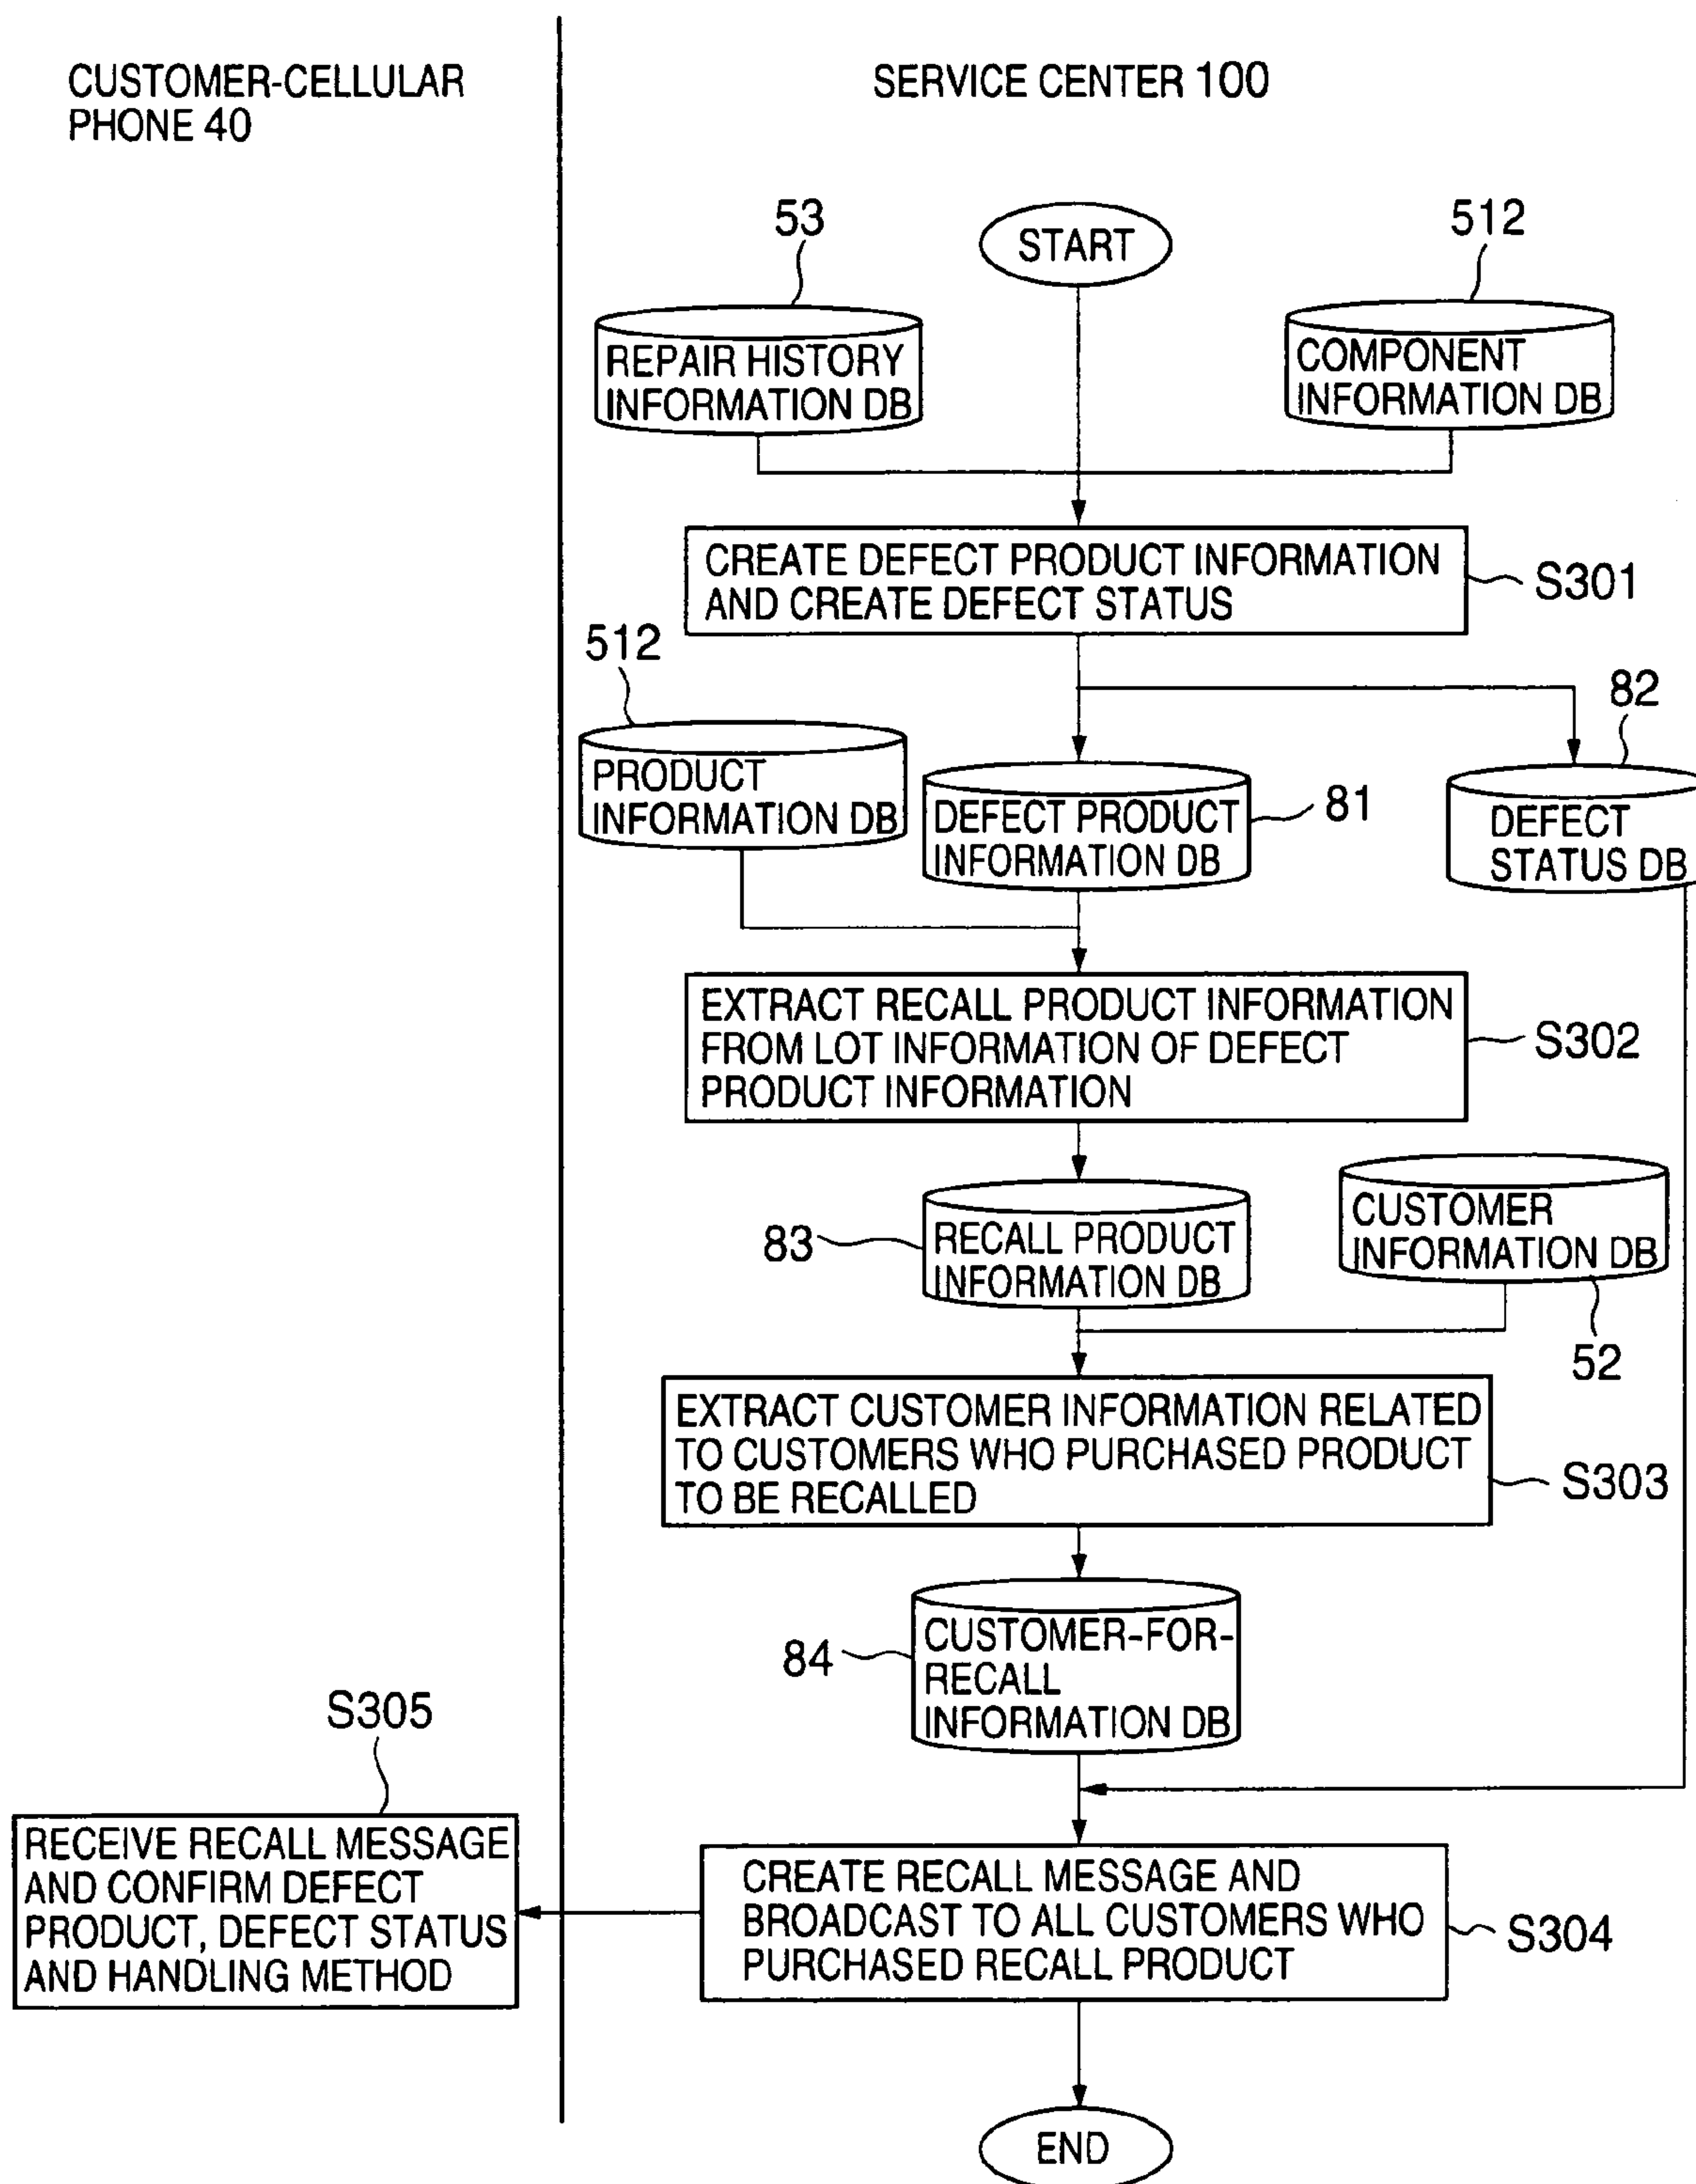 CUSTOMER-CELLULAR
PHONE 40
SERVICE CENTER 100
START
53
512
REPAIR HISTORY
INFORMATION DB
COMPONENT
INFORMATION DB
CREATE DEFECT PRODUCT INFORMATION
AND CREATE DEFECT STATUS
S301
512
82
PRODUCT
INFORMATION DB
DEFECT PRODUCT
INFORMATION DB
81
DEFECT
STATUS DB
EXTRACT RECALL PRODUCT INFORMATION
FROM LOT INFORMATION OF DEFECT
PRODUCT INFORMATION
S302
83
RECALL PRODUCT
INFORMATION DB
CUSTOMER
INFORMATION DB
52
EXTRACT CUSTOMER INFORMATION RELATED
TO CUSTOMERS WHO PURCHASED PRODUCT
TO BE RECALLED
S303
84
CUSTOMER-FOR-
RECALL
INFORMATION DB
S305
RECEIVE RECALL MESSAGE
AND CONFIRM DEFECT
PRODUCT, DEFECT STATUS
AND HANDLING METHOD
CREATE RECALL MESSAGE AND
BROADCAST TO ALL CUSTOMERS WHO
PURCHASED RECALL PRODUCT
S304
END